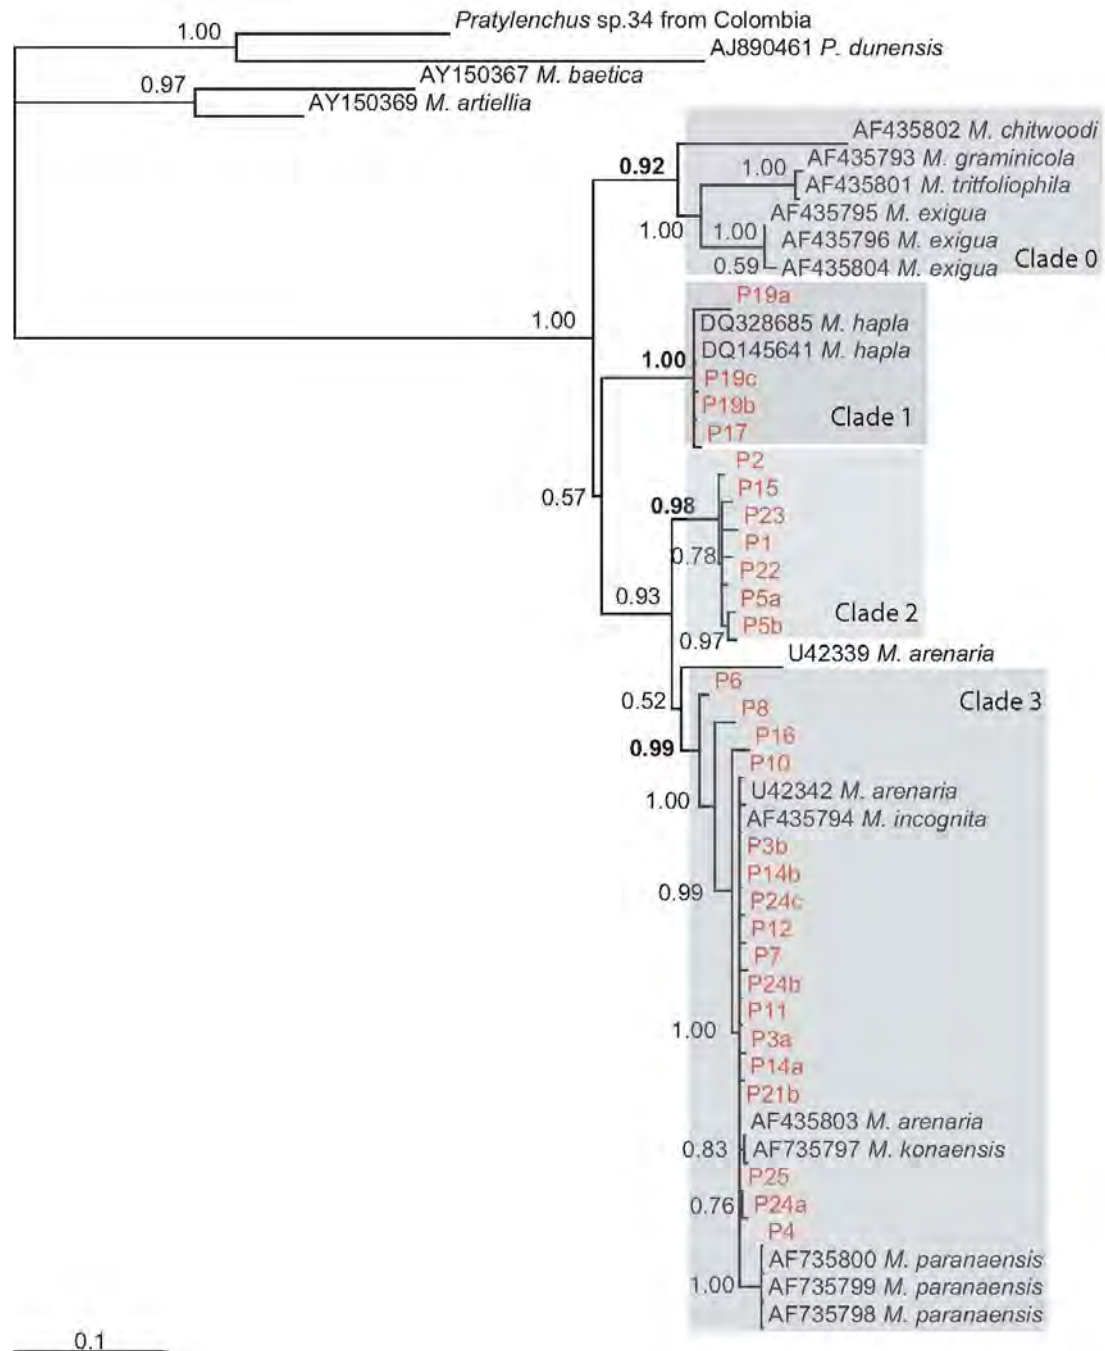 Pratylenchus sp.34 from Colombia
1.00
AJ890461 P. dunensis
AY150367 M. baetica
0.97
AY150369 M. artiellia
AF435802 M. chitwoodi
0.92
AF435793 M. graminicola
1.00
AF435801 M. tritfoliophila
AF435795 M. exigua
1.00
1.00
AF435796 M. exigua
Clade 0
0.59
AF435804 M. exigua
P19a
1.00
DQ328685 M. hapla
1.00
DQ145641 M. hapla
P19c
P19b
Clade 1
P17
P2
0.57
P15
0.98
P23
P1
0.78
P22
0.93
P5a
Clade 2
P5b
0.97
U42339 M. arenaria
P6
0.52
Clade 3
P8
P16
0.99
P10
U42342 M. arenaria
1.00
AF435794 M. incognita
P3b
P14b
0.99
P24c
P12
P7
P24b
P11
1.00
P3a
P14a
P21b
AF435803 M. arenaria
0.83
AF735797 M. konaensis
P25
0.76
P24a
P4
AF735800 M. paranaensis
1.00
AF735799 M. paranaensis
AF735798 M. paranaensis
0.1